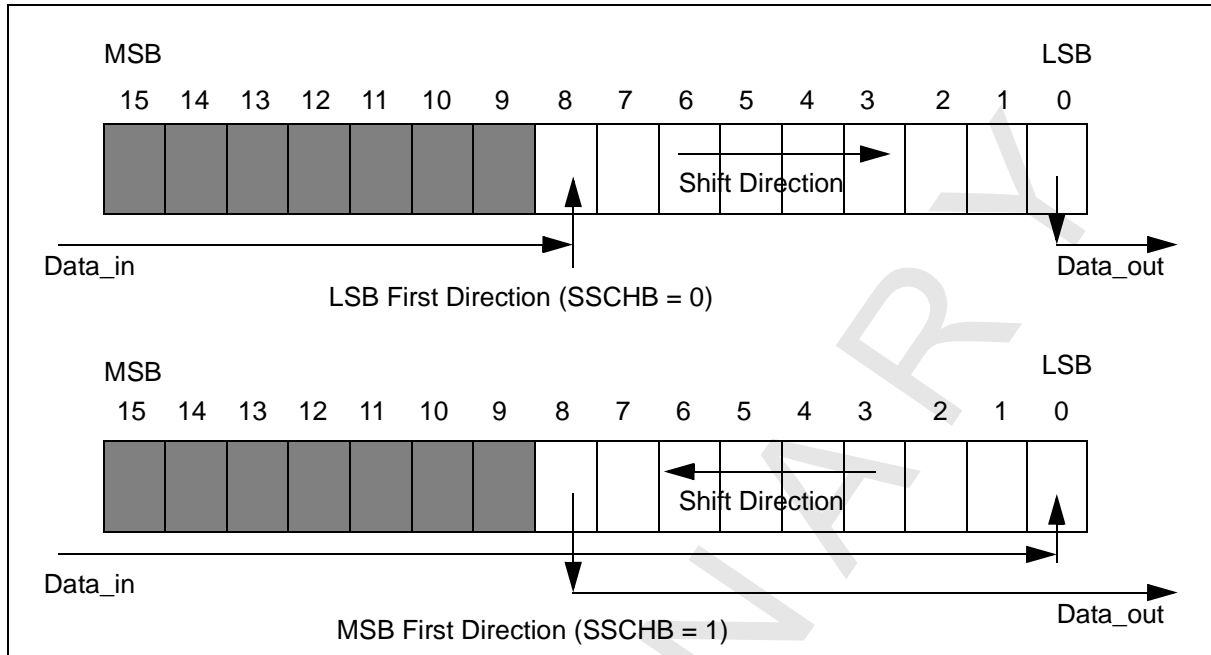 MSB LSB
15 14 13 12 11 10 9 8 7 6 5 4 3 2 1 0
Shift Direction
Data_in Data_out
LSB First Direction (SSCHB = 0)
MSB LSB
15 14 13 12 11 10 9 8 7 6 5 4 3 2 1 0
Shift Direction
Data_in Data_out
MSB First Direction (SSCHB = 1)
NARY